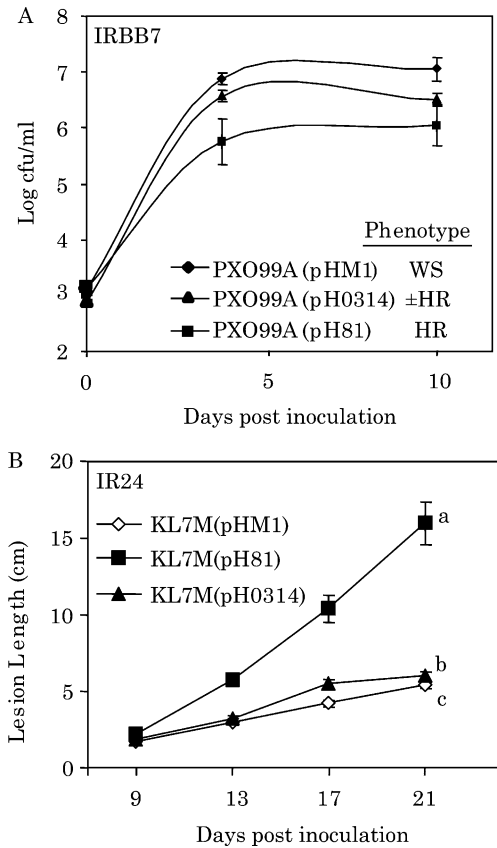 A
IRBB7
8
7
6
5
4
3
2
Log cfu/ml
Phenotype
PXO99A (pHM1) WS
PXO99A (pH0314) ±HR
PXO99A (pH81) HR
0 5 10
Days post inoculation
B
IR24
20
15
10
5
0
Lesion Length (cm)
KL7M(pHM1)
KL7M(pH81)
KL7M(pH0314)
a
b
c
9 13 17 21
Days post inoculation